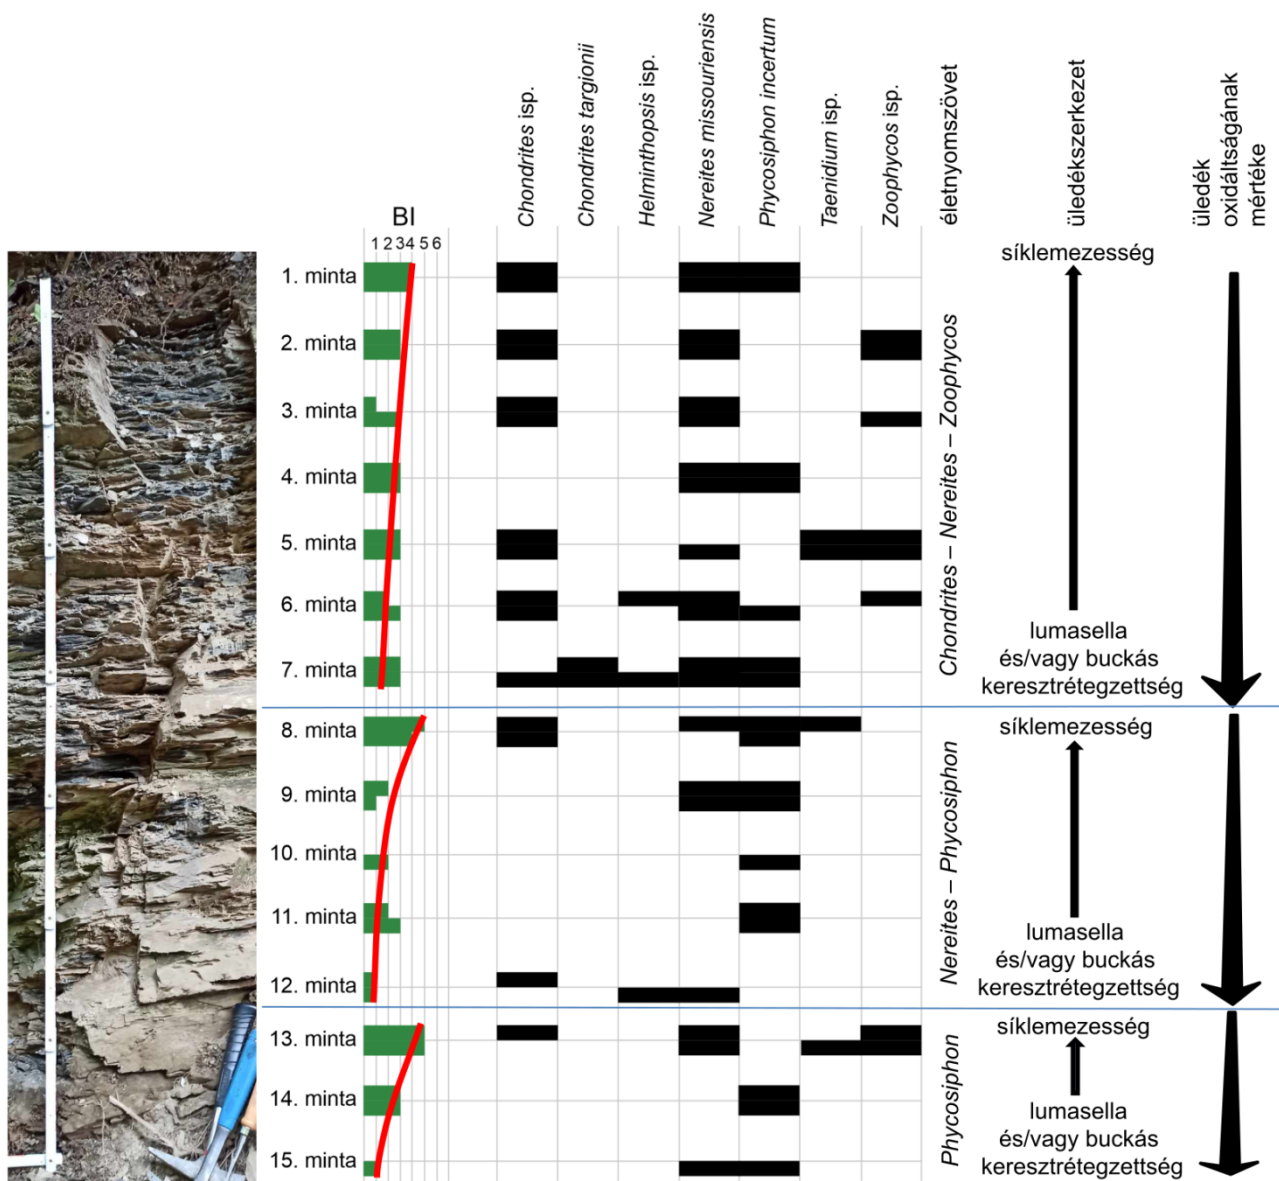 Chondrites isp.
Chondrites targionii
Helminthopsis isp.
Nereites missouriensis
Phycosiphon incertum
Taenidium isp.
Zoophycos isp.
életnyomszövet
üledékszerkezet
üledék
oxidáltságának
mértéke
BI
1 2 3 4 5 6
1. minta
2. minta
3. minta
4. minta
5. minta
6. minta
7. minta
8. minta
9. minta
10. minta
11. minta
12. minta
13. minta
14. minta
15. minta
Chondrites – Nereites – Zoophycos
Nereites – Phycosiphon
Phycosiphon
síklemezesség
lumasella
és/vagy buckás
keresztrétegzettség
síklemezesség
lumasella
és/vagy buckás
keresztrétegzettség
síklemezesség
lumasella
és/vagy buckás
keresztrétegzettség